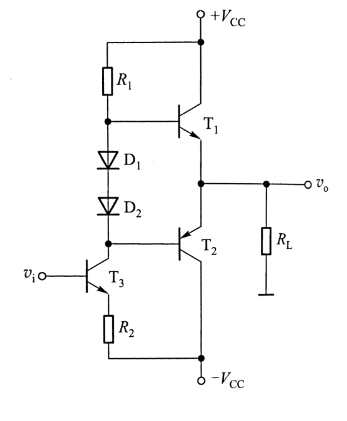 +V_CC
R_1
T_1
D_1
D_2
v_o
T_2
R_L
v_i
T_3
R_2
-V_CC